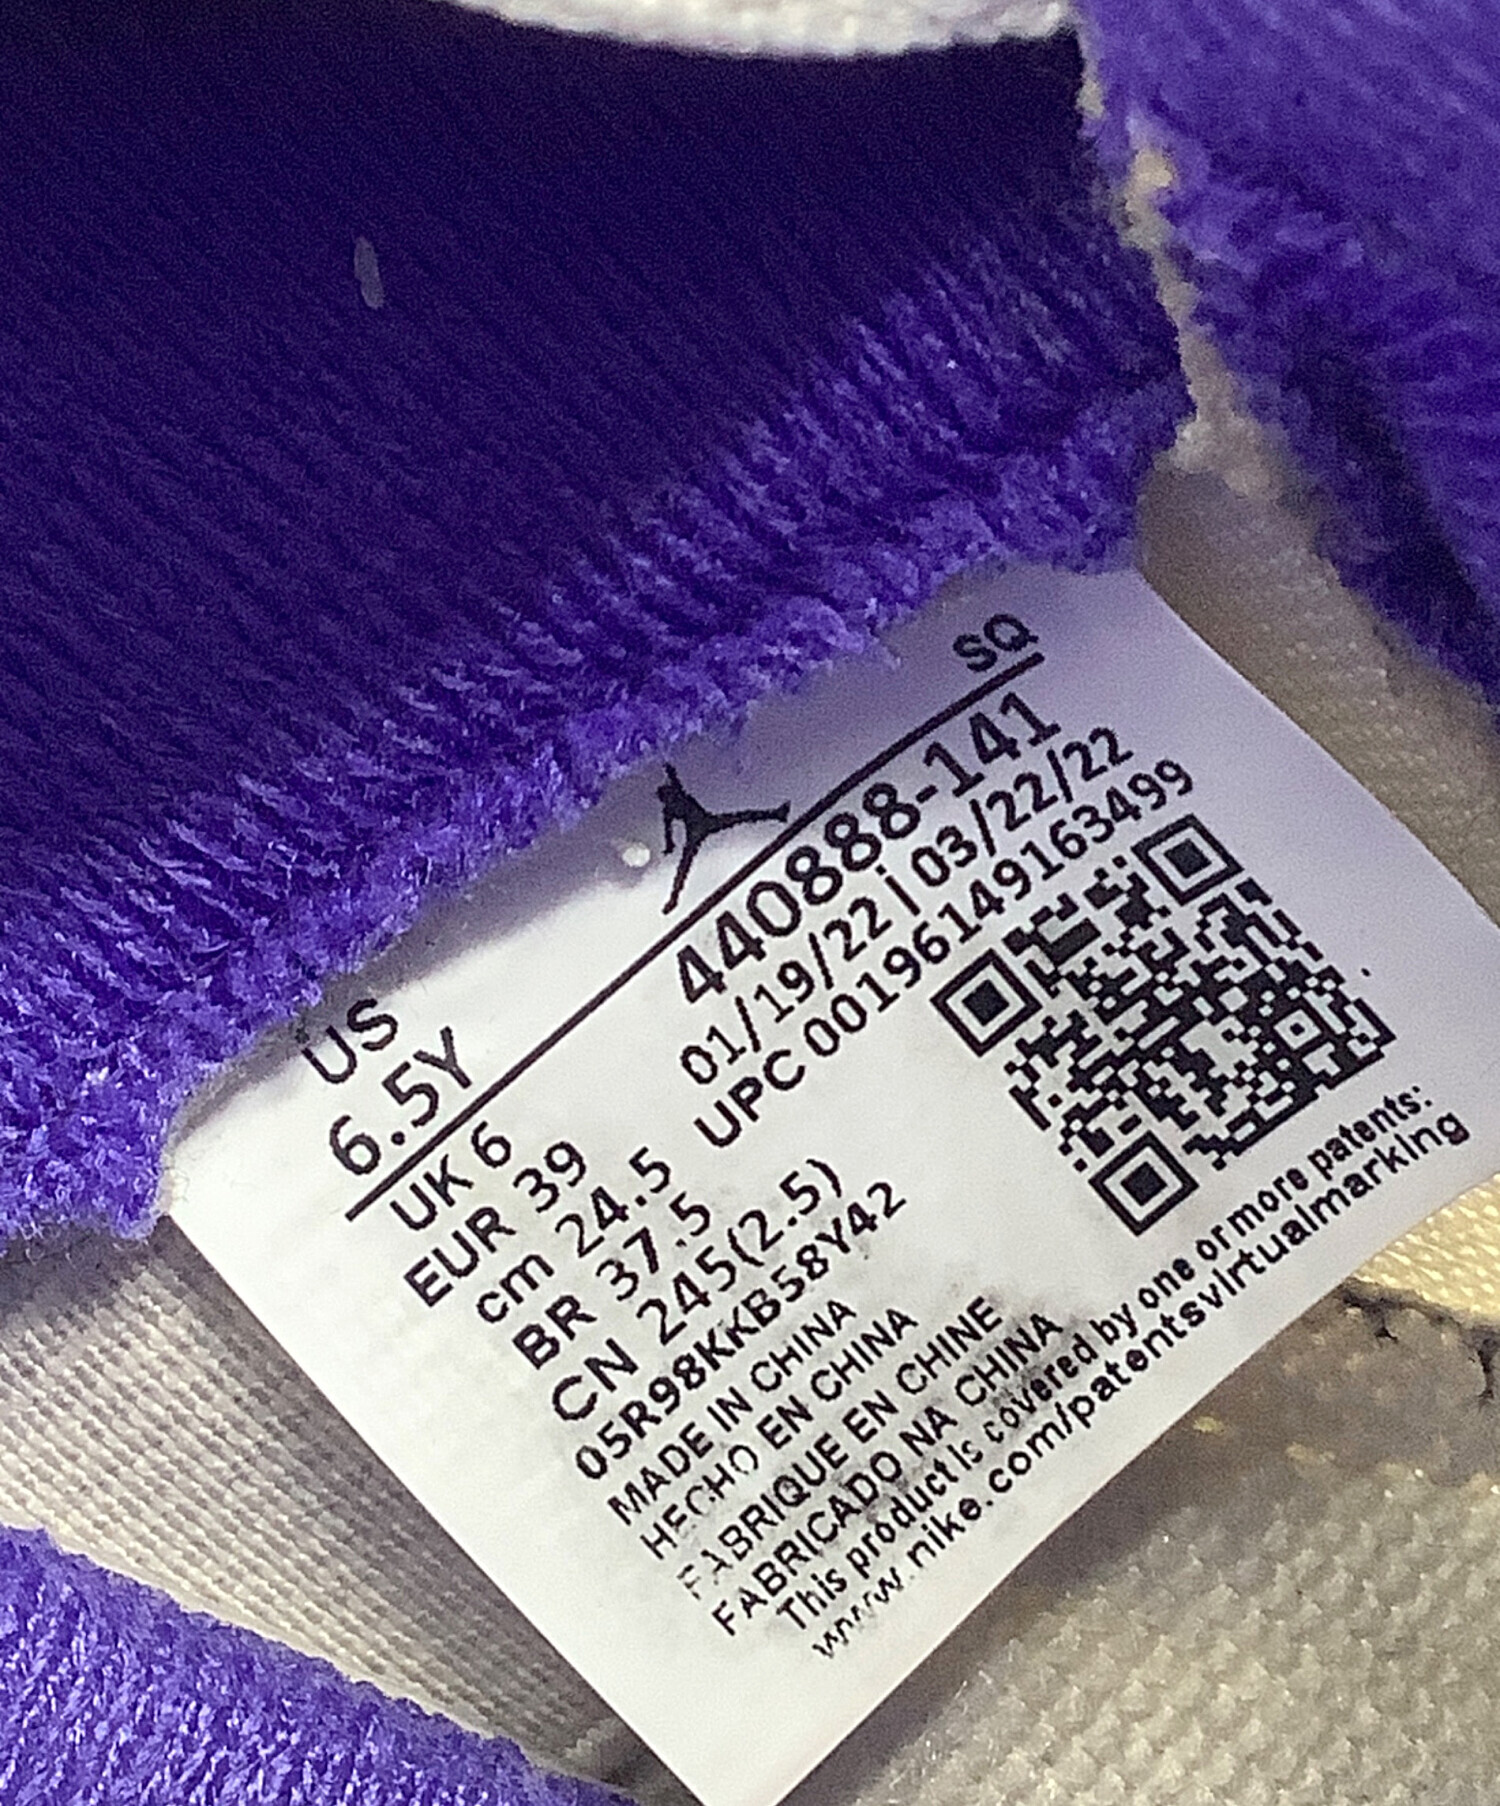 SQ
US
6.5Y
440888-141
01/19/22 | 03/22/22
UPC 00196149163499
UK 6
EUR 39
cm 24.5
BR 37.5
CN 245(2.5)
05R98KKB58Y42
MADE IN CHINA
HECHO EN CHINA
FABRIQUE EN CHINE
FABRICADO NA CHINA
This product is covered by one or more patents:
www.nike.com/patentsvirtualmarking